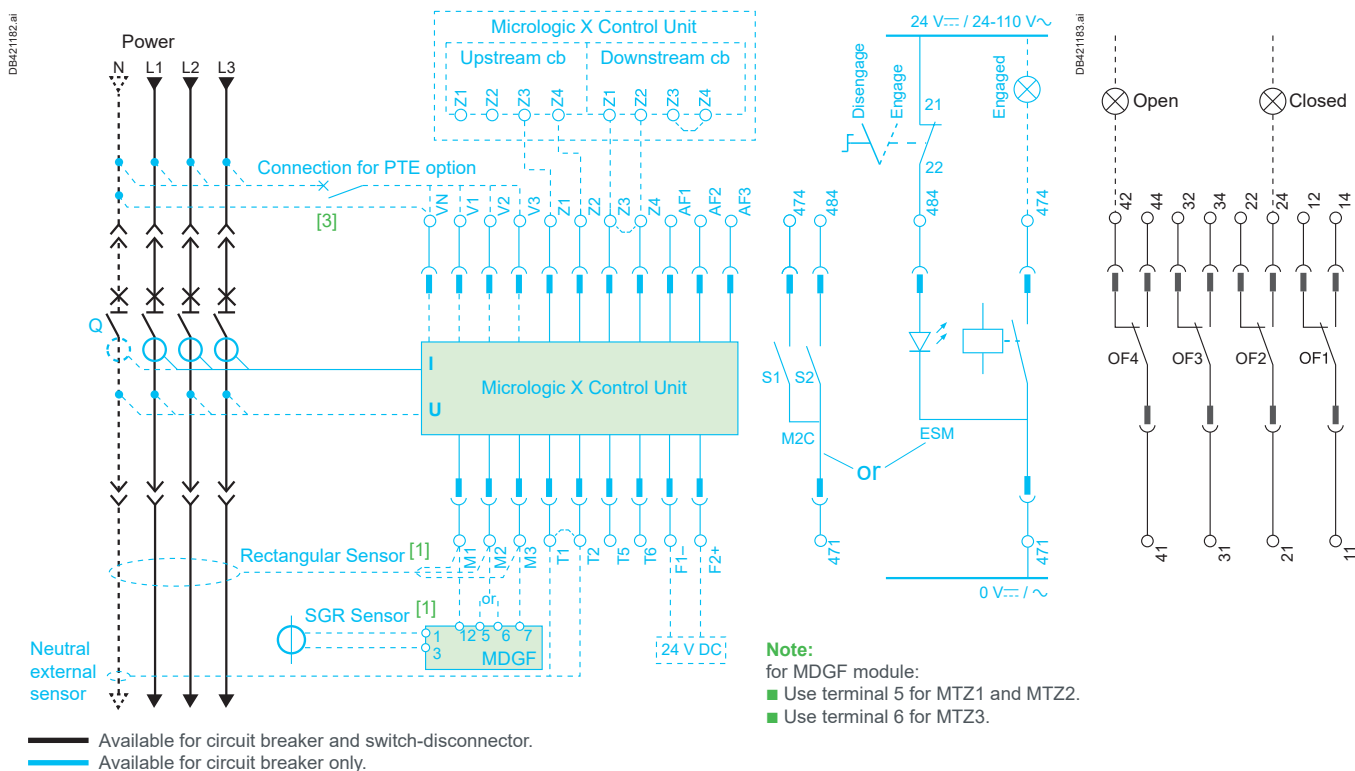 DB421182.ai
Power
N L1 L2 L3
Micrologic X Control Unit
Upstream cb Downstream cb
Z1 Z2 Z3 Z4 Z1 Z2 Z3 Z4
Connection for PTE option
[3]
VN V1 V2 V3 Z1 Z2 Z3 Z4 AF1 AF2 AF3
Q
I
Micrologic X Control Unit
U
M1 M2 M3 T1 T2 T5 T6 F1– F2+
Rectangular Sensor [1]
or
SGR Sensor [1]
1 12 5 6 7
3 MDGF
24 V DC
Neutral
external
sensor
24 V⎓ / 24-110 V∿
Disengage
Engage
21
22
Engaged
474 484 484 474
S1 S2
M2C
ESM
or
471 471
0 V⎓ / ∿
DB421183.ai
Open Closed
42 44 32 34 22 24 12 14
OF4 OF3 OF2 OF1
41 31 21 11
Note:
for MDGF module:
■ Use terminal 5 for MTZ1 and MTZ2.
■ Use terminal 6 for MTZ3.
Available for circuit breaker and switch-disconnector.
Available for circuit breaker only.